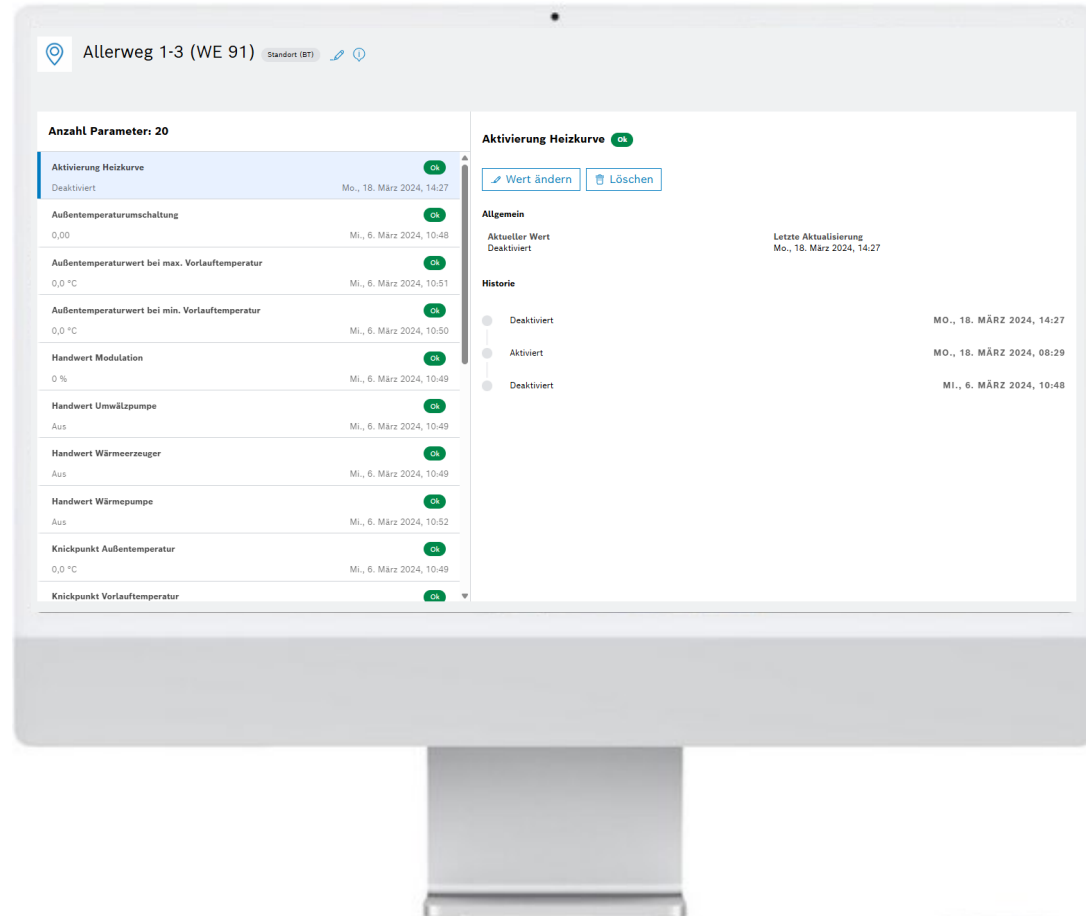 Allerweg 1-3 (WE 91) Standort (BT)
Anzahl Parameter: 20
Aktivierung Heizkurve Ok
Deaktiviert Mo., 18. März 2024, 14:27
Außentemperaturumschaltung Ok
0,00 Mi., 6. März 2024, 10:48
Außentemperaturwert bei max. Vorlauftemperatur Ok
0,0 °C Mi., 6. März 2024, 10:51
Außentemperaturwert bei min. Vorlauftemperatur Ok
0,0 °C Mi., 6. März 2024, 10:50
Handwert Modulation Ok
0 % Mi., 6. März 2024, 10:49
Handwert Umwälzpumpe Ok
Aus Mi., 6. März 2024, 10:49
Handwert Wärmeerzeuger Ok
Aus Mi., 6. März 2024, 10:49
Handwert Wärmepumpe Ok
Aus Mi., 6. März 2024, 10:52
Knickpunkt Außentemperatur Ok
0,0 °C Mi., 6. März 2024, 10:49
Knickpunkt Vorlauftemperatur Ok
Aktivierung Heizkurve Ok
Wert ändern Löschen
Allgemein
Aktueller Wert Letzte Aktualisierung
Deaktiviert Mo., 18. März 2024, 14:27
Historie
Deaktiviert MO., 18. MÄRZ 2024, 14:27
Aktiviert MO., 18. MÄRZ 2024, 08:29
Deaktiviert MI., 6. MÄRZ 2024, 10:48